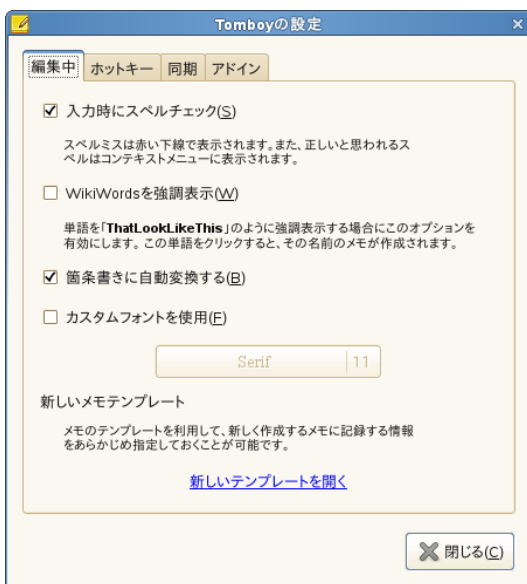 Tomboyの設定
編集中 ホットキー 同期 アドイン
入力時にスペルチェック(S)
スペルミスは赤い下線で表示されます。また、正しいと思われるス
ペルはコンテキストメニューに表示されます。
WikiWordsを強調表示(W)
単語を「ThatLookLikeThis」のように強調表示する場合にこのオプションを
有効にします。この単語をクリックすると、その名前のメモが作成されます。
箇条書きに自動変換する(B)
カスタムフォントを使用(F)
Serif 11
新しいメモテンプレート
メモのテンプレートを利用して、新しく作成するメモに記録する情報
をあらかじめ指定しておくことが可能です。
新しいテンプレートを開く
閉じる(C)